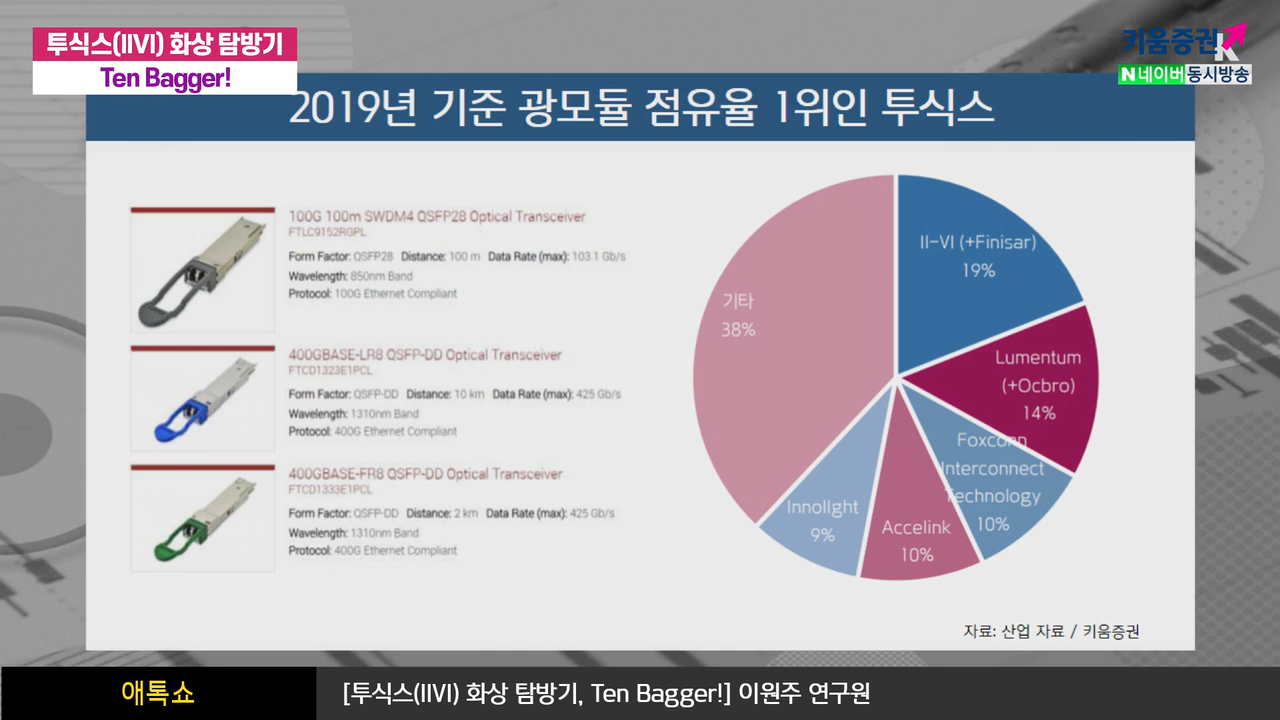 투식스(IIVI) 화상 탐방기
Ten Bagger!
키움증권
N 네이버 동시방송
2019년 기준 광모듈 점유율 1위인 투식스
100G 100m SWDM4 QSFP28 Optical Transceiver
FTLC9152RGPL
Form Factor: QSFP28 Distance: 100 m Data Rate (max): 103.1 Gb/s
Wavelength: 850nm Band
Protocol: 100G Ethernet Compliant
400GBASE-LR8 QSFP-DD Optical Transceiver
FTCD1323E1PCL
Form Factor: QSFP-DD Distance: 10 km Data Rate (max): 425 Gb/s
Wavelength: 1310nm Band
Protocol: 400G Ethernet Compliant
400GBASE-FR8 QSFP-DD Optical Transceiver
FTCD1333E1PCL
Form Factor: QSFP-DD Distance: 2 km Data Rate (max): 425 Gb/s
Wavelength: 1310nm Band
Protocol: 400G Ethernet Compliant
II-VI (+Finisar)
19%
Lumentum
(+Ocbro)
14%
Foxconn
Interconnect
Technology
10%
Accelink
10%
Innolight
9%
기타
38%
자료: 산업 자료 / 키움증권
애톡쇼
[투식스(IIVI) 화상 탐방기, Ten Bagger!] 이원주 연구원